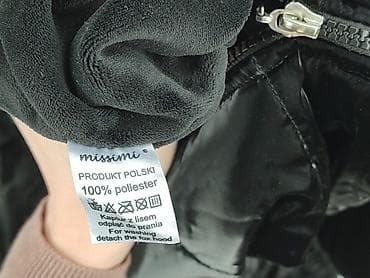 missimi ®
PRODUKT POLSKI
100% poliester
Kaptur z lisem
odpiąć do prania
For washing
detach the fox hood